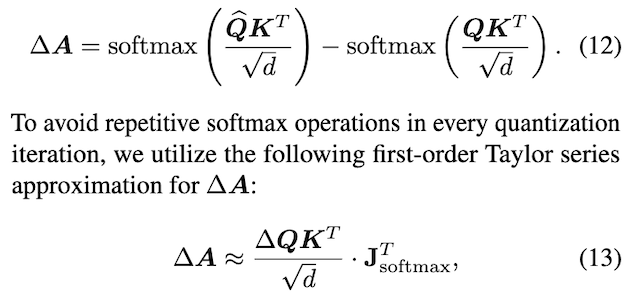 ΔA = softmax ( Q̂K^T / √d ) − softmax ( QK^T / √d ) . (12)
To avoid repetitive softmax operations in every quantization
iteration, we utilize the following first-order Taylor series
approximation for ΔA:
ΔA ≈ ΔQK^T / √d · J^T_softmax, (13)